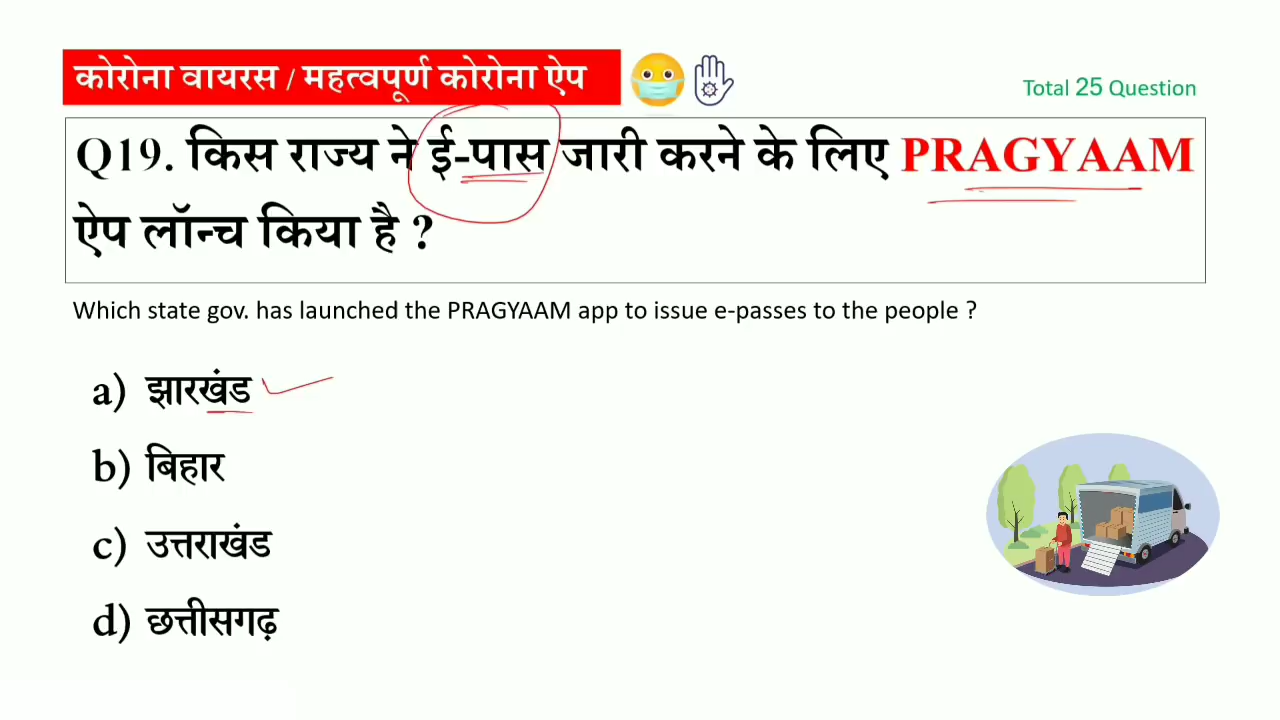 कोरोना वायरस / महत्वपूर्ण कोरोना ऐप
Total 25 Question
Q19. किस राज्य ने ई-पास जारी करने के लिए PRAGYAAM
ऐप लॉन्च किया है ?
Which state gov. has launched the PRAGYAAM app to issue e-passes to the people ?
a) झारखंड
b) बिहार
c) उत्तराखंड
d) छत्तीसगढ़